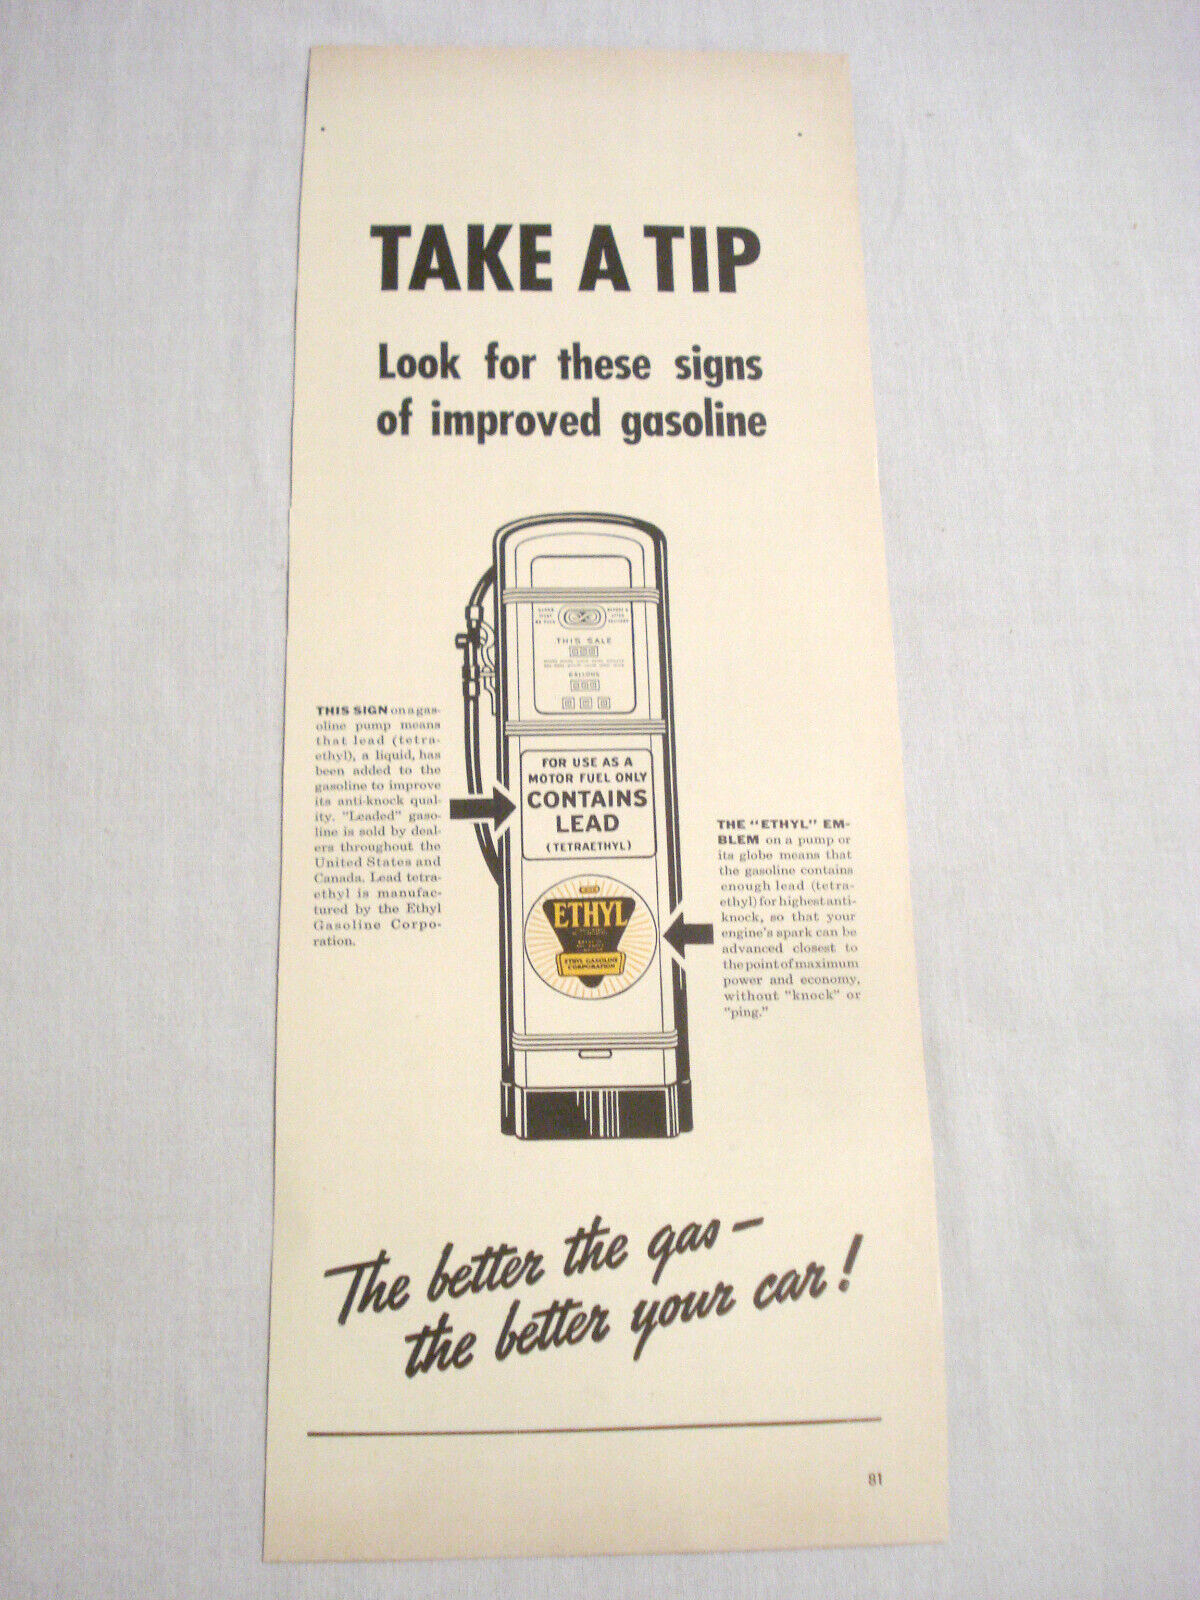 TAKE A TIP
Look for these signs
of improved gasoline
THIS SALE
GALLONS
THIS SIGN on a gas-
oline pump means
that lead (tetra-
ethyl), a liquid, has
been added to the
gasoline to improve
its anti-knock qual-
ity. "Leaded" gaso-
line is sold by deal-
ers throughout the
United States and
Canada. Lead tetra-
ethyl is manufac-
tured by the Ethyl
Gasoline Corpo-
ration.
FOR USE AS A
MOTOR FUEL ONLY
CONTAINS
LEAD
(TETRAETHYL)
ETHYL
ETHYL GASOLINE
CORPORATION
THE "ETHYL" EM-
BLEM on a pump or
its globe means that
the gasoline contains
enough lead (tetra-
ethyl) for highest anti-
knock, so that your
engine's spark can be
advanced closest to
the point of maximum
power and economy,
without "knock" or
"ping."
The better the gas—
the better your car!
81